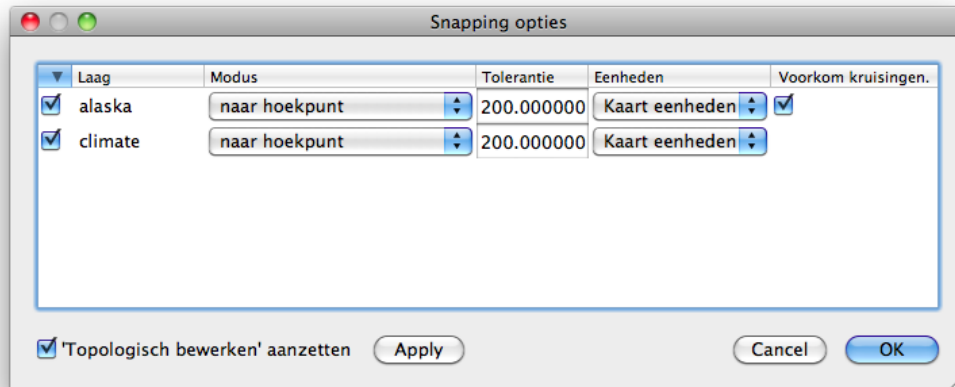 Snapping opties
Laag Modus Tolerantie Eenheden Voorkom kruisingen.
alaska naar hoekpunt 200.000000 Kaart eenheden
climate naar hoekpunt 200.000000 Kaart eenheden
'Topologisch bewerken' aanzetten Apply Cancel OK